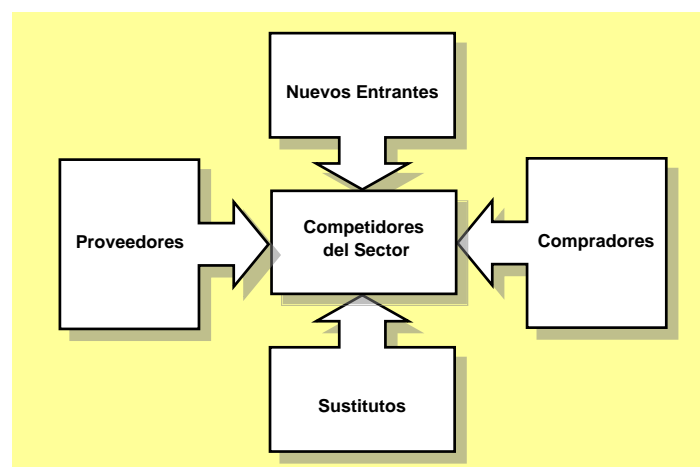 Nuevos Entrantes
Proveedores
Competidores
del Sector
Compradores
Sustitutos